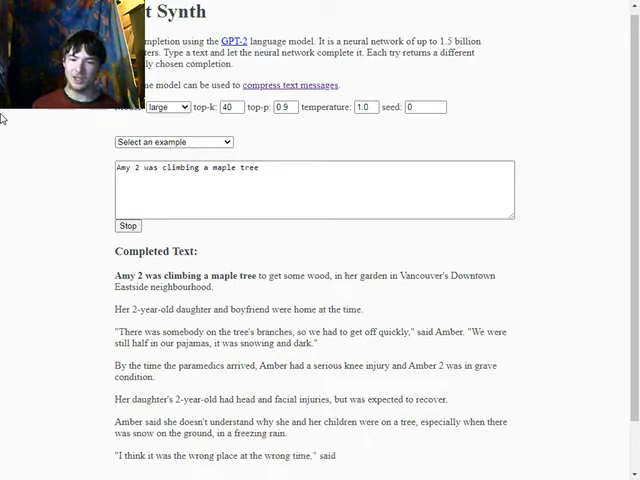 t Synth
ompletion using the GPT-2 language model. It is a neural network of up to 1.5 billion
ters. Type a text and let the neural network complete it. Each try returns a different
ly chosen completion.
ne model can be used to compress text messages.
large top-k: 40 top-p: 0.9 temperature: 1.0 seed: 0
Select an example
Amy 2 was climbing a maple tree
Stop
Completed Text:
Amy 2 was climbing a maple tree to get some wood, in her garden in Vancouver's Downtown
Eastside neighbourhood.
Her 2-year-old daughter and boyfriend were home at the time.
"There was somebody on the tree's branches, so we had to get off quickly," said Amber. "We were
still half in our pajamas, it was snowing and dark."
By the time the paramedics arrived, Amber had a serious knee injury and Amber 2 was in grave
condition.
Her daughter's 2-year-old had head and facial injuries, but was expected to recover.
Amber said she doesn't understand why she and her children were on a tree, especially when there
was snow on the ground, in a freezing rain.
"I think it was the wrong place at the wrong time," said